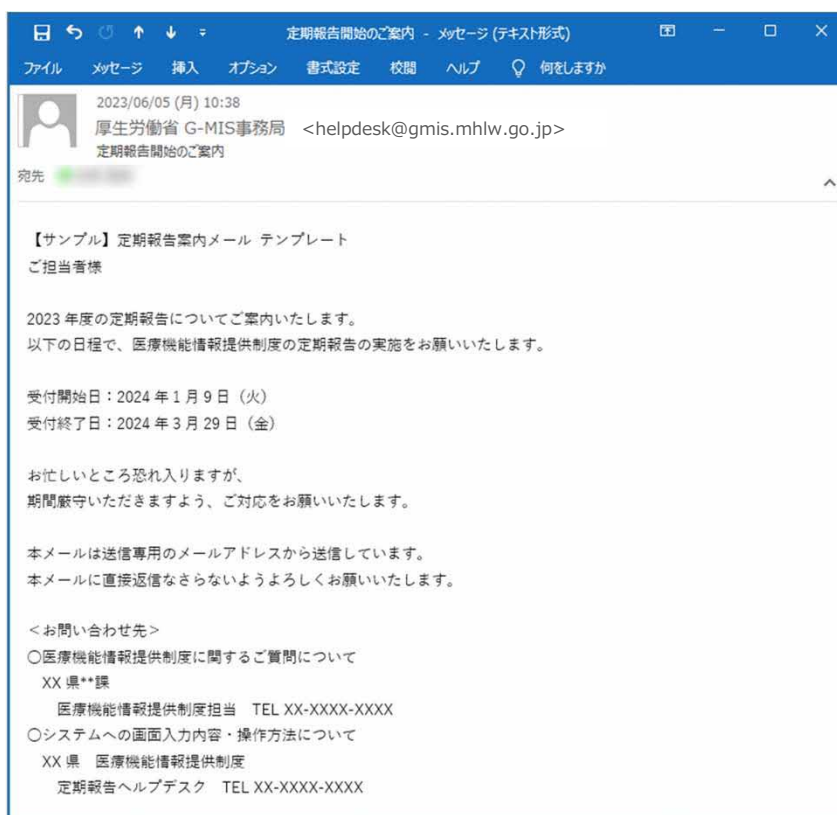 定期報告開始のご案内 - メッセージ (テキスト形式)
ファイル メッセージ 挿入 オプション 書式設定 校閲 ヘルプ 何をしますか
2023/06/05 (月) 10:38
厚生労働省 G-MIS事務局 <helpdesk@gmis.mhlw.go.jp>
定期報告開始のご案内
宛先
【サンプル】定期報告案内メール テンプレート
ご担当者様
2023 年度の定期報告についてご案内いたします。
以下の日程で、医療機能情報提供制度の定期報告の実施をお願いいたします。
受付開始日：2024 年 1 月 9 日（火）
受付終了日：2024 年 3 月 29 日（金）
お忙しいところ恐れ入りますが、
期間厳守いただきますよう、ご対応をお願いいたします。
本メールは送信専用のメールアドレスから送信しています。
本メールに直接返信なさらないようよろしくお願いいたします。
＜お問い合わせ先＞
○医療機能情報提供制度に関するご質問について
XX 県**課
医療機能情報提供制度担当 TEL XX-XXXX-XXXX
○システムへの画面入力内容・操作方法について
XX 県 医療機能情報提供制度
定期報告ヘルプデスク TEL XX-XXXX-XXXX